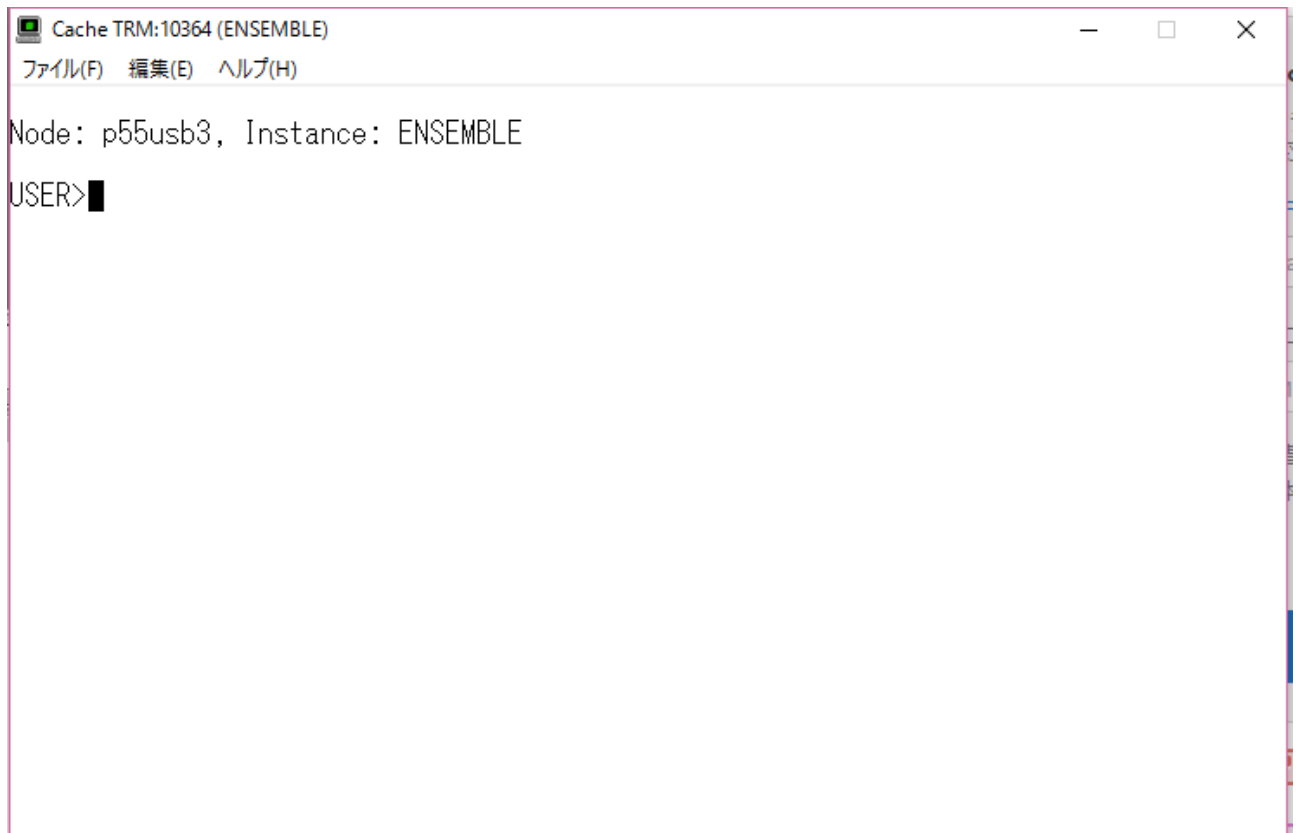 Cache TRM:10364 (ENSEMBLE)
ファイル(F) 編集(E) ヘルプ(H)
Node: p55usb3, Instance: ENSEMBLE
USER>